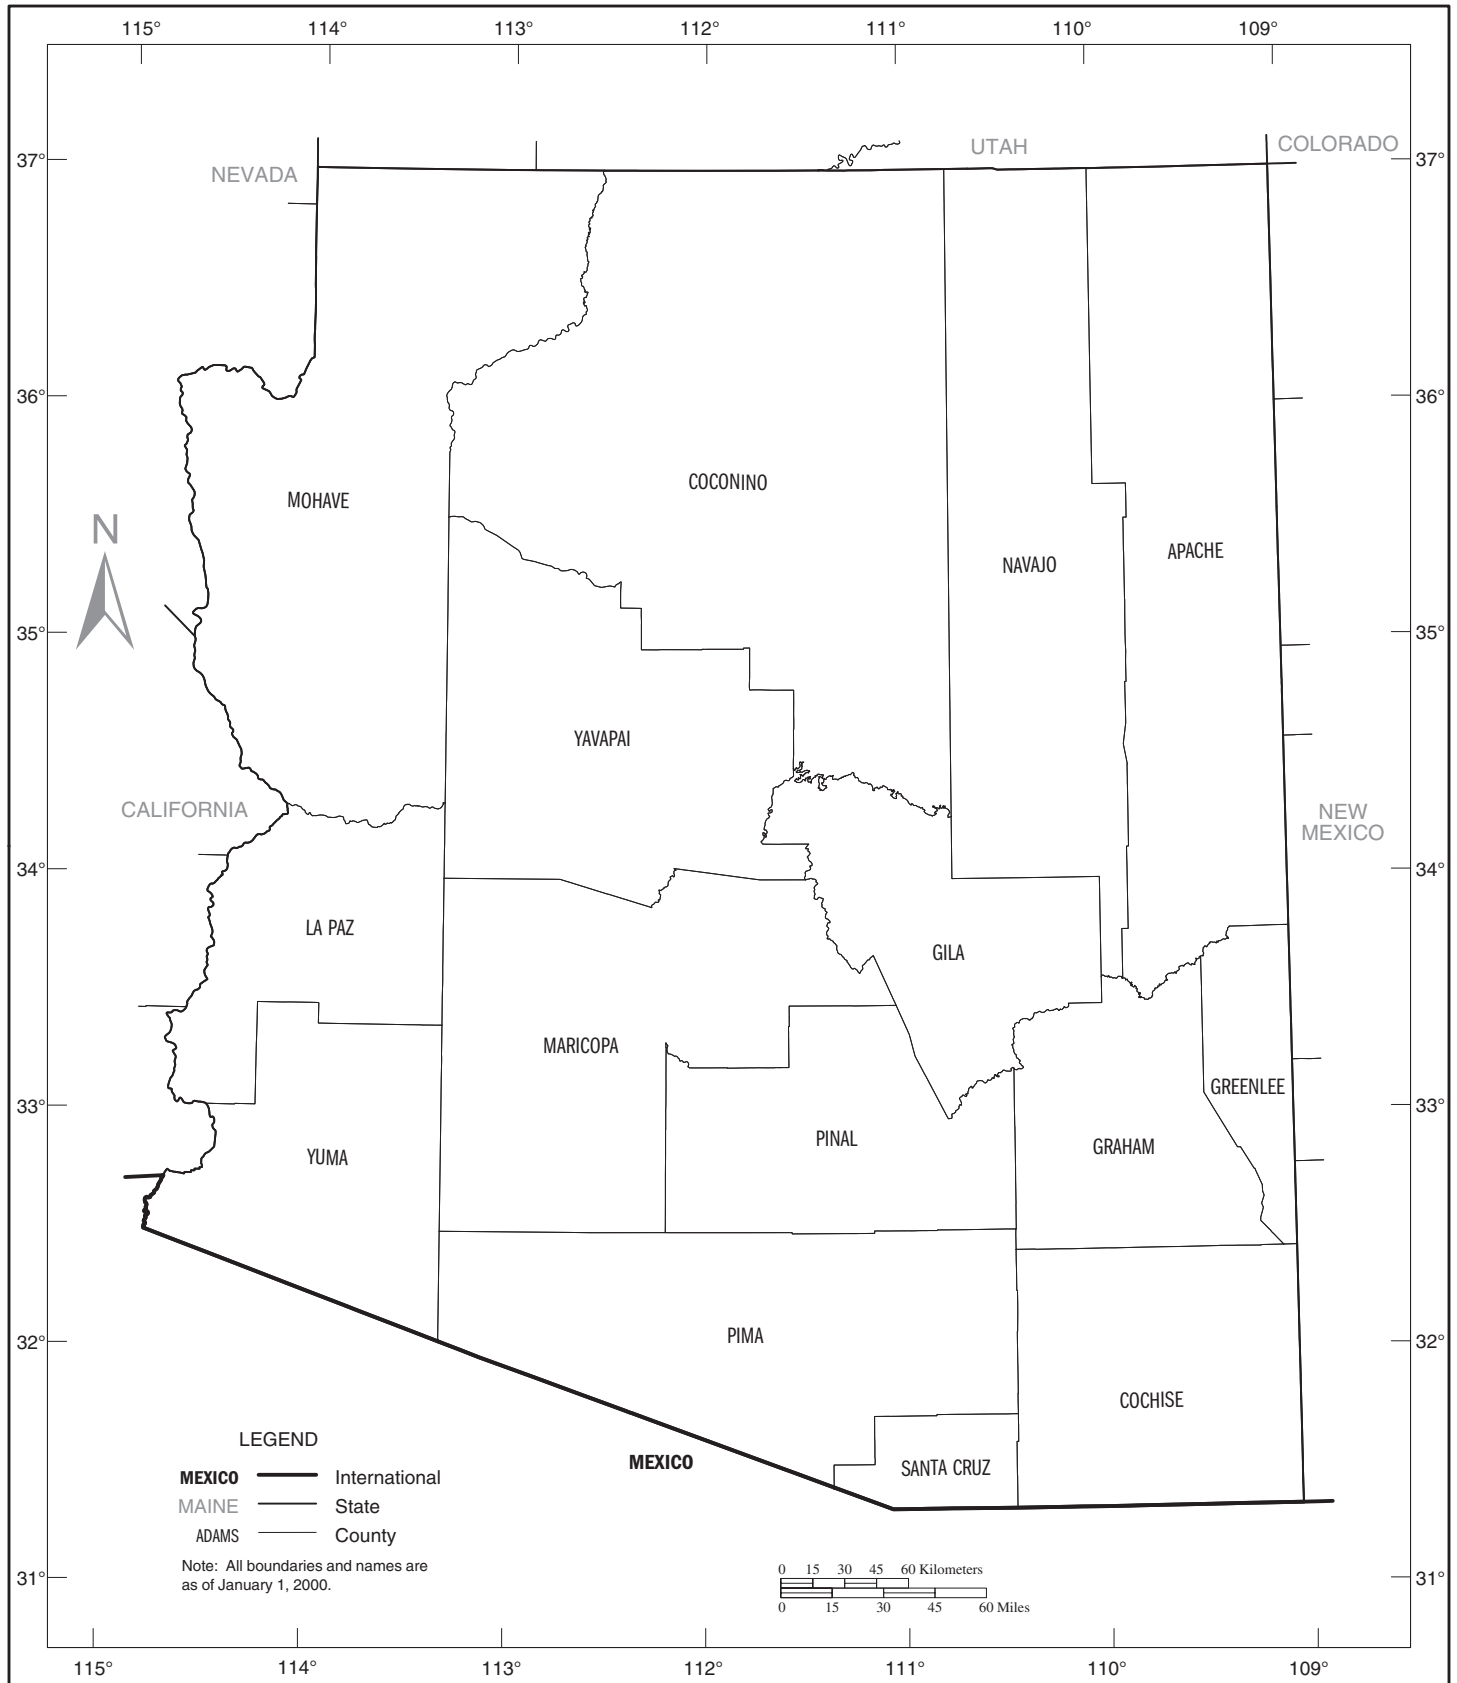 115° 114° 113° 112° 111° 110° 109°
UTAH
COLORADO
37° 37°
NEVADA
36° 36°
COCONINO
MOHAVE
N
APACHE
NAVAJO
35° 35°
YAVAPAI
CALIFORNIA
NEW
MEXICO
34° 34°
LA PAZ
GILA
MARICOPA
GREENLEE
33° 33°
PINAL
GRAHAM
YUMA
32° 32°
PIMA
COCHISE
LEGEND
MEXICO
SANTA CRUZ
MEXICO International
MAINE State
ADAMS County
Note: All boundaries and names are
as of January 1, 2000.
0 15 30 45 60 Kilometers
31° 31°
0 15 30 45 60 Miles
115° 114° 113° 112° 111° 110° 109°